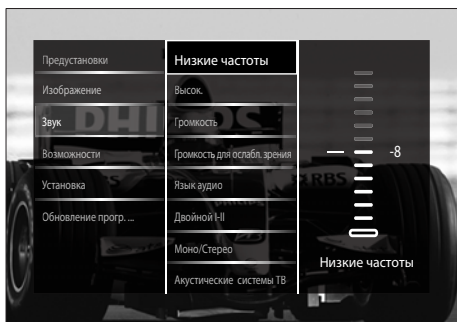 Предустановки
Изображение
Звук
Возможности
Установка
Обновление прогр. ...
Низкие частоты
Высок.
Громкость
Громкость для ослабл. зрения
Язык аудио
Двойной I-II
Моно/Стерео
Акустические системы ТВ
-8
Низкие частоты